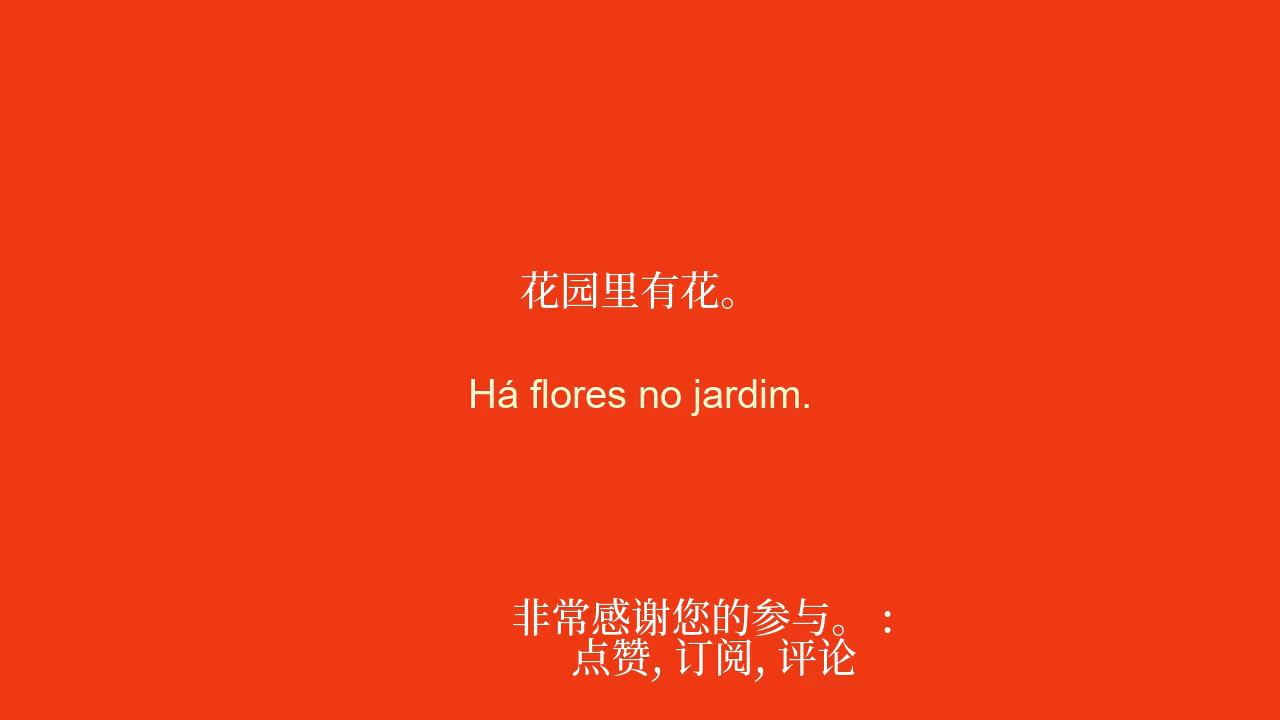 花园里有花。
Há flores no jardim.
非常感谢您的参与。 :
点赞, 订阅, 评论